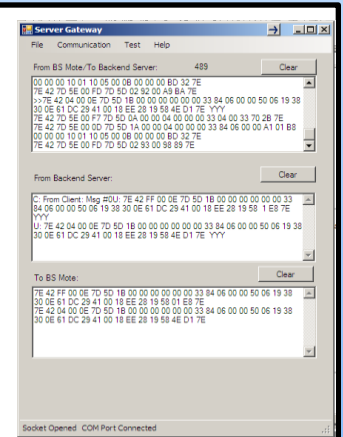 Server Gateway
File Communication Test Help
From BS Mote/To Backend Server: 489 Clear
00 00 00 10 01 10 05 00 0B 00 00 00 BD 32 7E
7E 42 7D 5E 00 FD 7D 5D 02 92 00 A9 BA 7E
>>7E 42 04 00 0E 7D 5D 1B 00 00 00 00 00 00 33 84 06 00 00 50 06 19 38
30 0E 61 DC 29 41 00 18 EE 28 19 58 4E D1 7E YYY
7E 42 7D 5E 00 F7 7D 5D 0A 00 00 04 00 00 00 33 04 00 33 70 2B 7E
7E 42 7D 5E 00 0D 7D 5D 1A 00 00 04 00 00 00 33 84 06 00 00 A1 01 B8
00 00 00 10 01 10 05 00 0B 00 00 00 BD 32 7E
7E 42 7D 5E 00 FD 7D 5D 02 93 00 98 89 7E
From Backend Server: Clear
C: From Client: Msg #0U: 7E 42 FF 00 0E 7D 5D 1B 00 00 00 00 00 00 33
84 06 00 00 50 06 19 38 30 0E 61 DC 29 41 00 18 EE 28 19 58 1 E8 7E
YYY
U: 7E 42 04 00 0E 7D 5D 1B 00 00 00 00 00 00 33 84 06 00 00 50 06 19 38
30 0E 61 DC 29 41 00 18 EE 28 19 58 4E D1 7E YYY
To BS Mote: Clear
7E 42 FF 00 0E 7D 5D 1B 00 00 00 00 00 00 33 84 06 00 00 50 06 19 38
30 0E 61 DC 29 41 00 18 EE 28 19 58 01 E8 7E
7E 42 04 00 0E 7D 5D 1B 00 00 00 00 00 00 33 84 06 00 00 50 06 19 38
30 0E 61 DC 29 41 00 18 EE 28 19 58 4E D1 7E
Socket Opened COM Port Connected